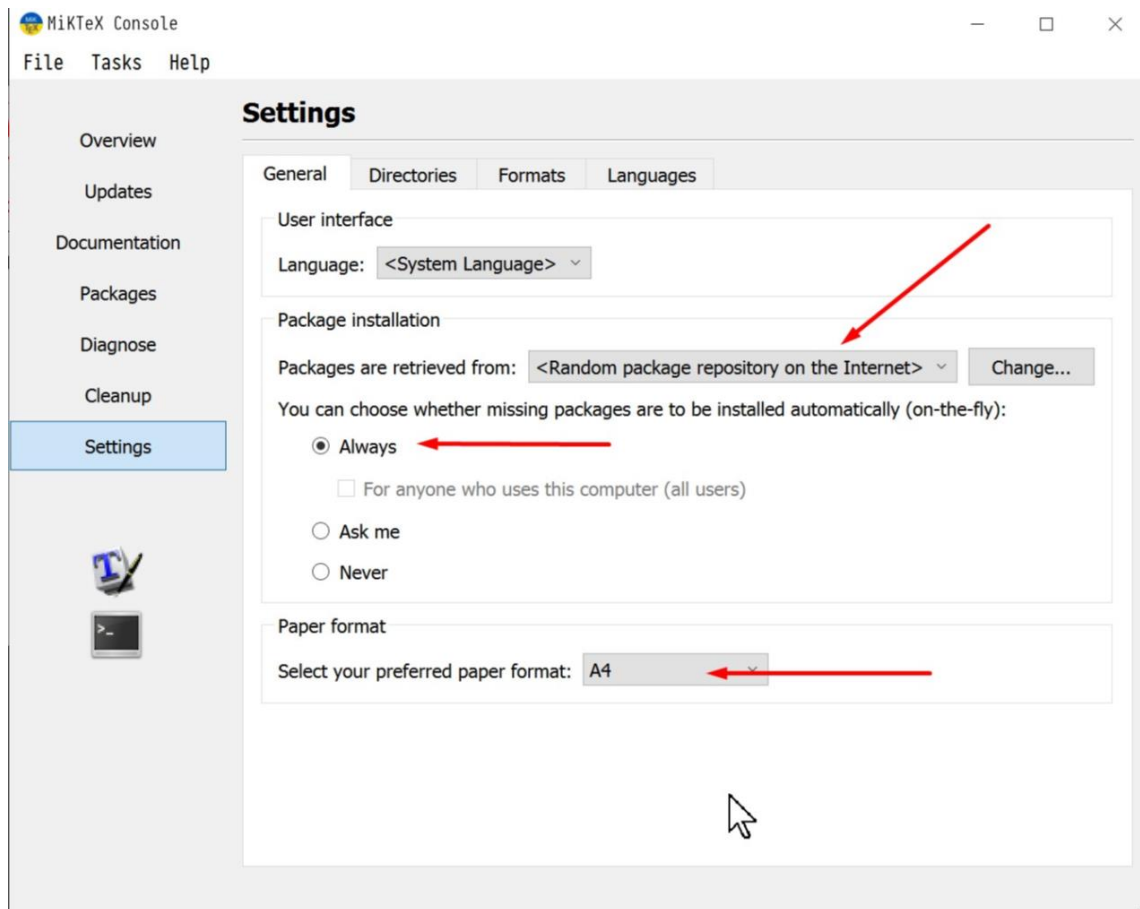 MiKTeX Console
File Tasks Help
Settings
Overview
Updates
Documentation
Packages
Diagnose
Cleanup
Settings
General Directories Formats Languages
User interface
Language: <System Language>
Package installation
Packages are retrieved from: <Random package repository on the Internet> Change...
You can choose whether missing packages are to be installed automatically (on-the-fly):
Always
For anyone who uses this computer (all users)
Ask me
Never
Paper format
Select your preferred paper format: A4